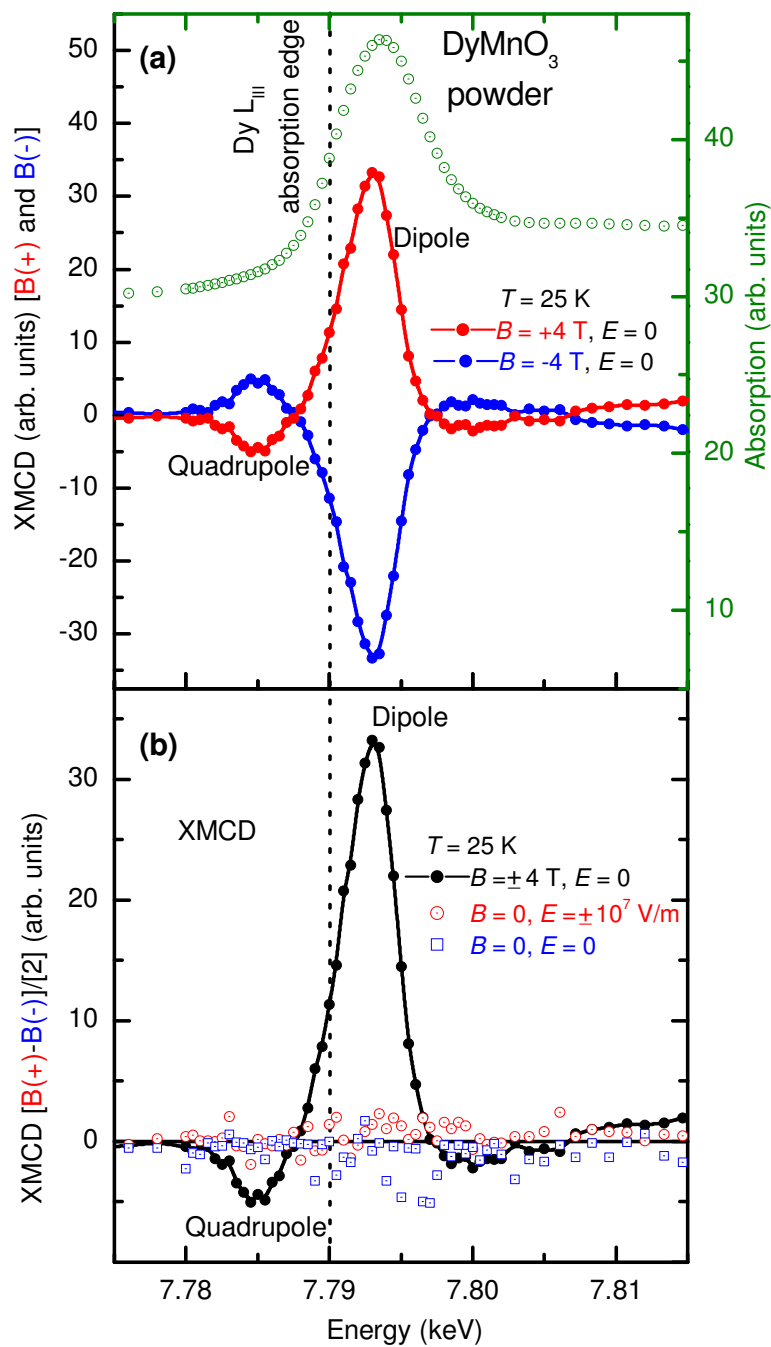 (a)
DyMnO₃
powder
Dy L_III
absorption edge
Dipole
T = 25 K
B = +4 T, E = 0
B = -4 T, E = 0
Quadrupole
50
40
30
20
10
0
-10
-20
-30
XMCD (arb. units) [B(+) and B(-)]
40
30
20
10
Absorption (arb. units)
(b)
Dipole
XMCD
T = 25 K
B = ± 4 T, E = 0
B = 0, E = ±10⁷ V/m
B = 0, E = 0
Quadrupole
30
20
10
0
XMCD [B(+)-B(-)]/[2] (arb. units)
7.78 7.79 7.80 7.81
Energy (keV)